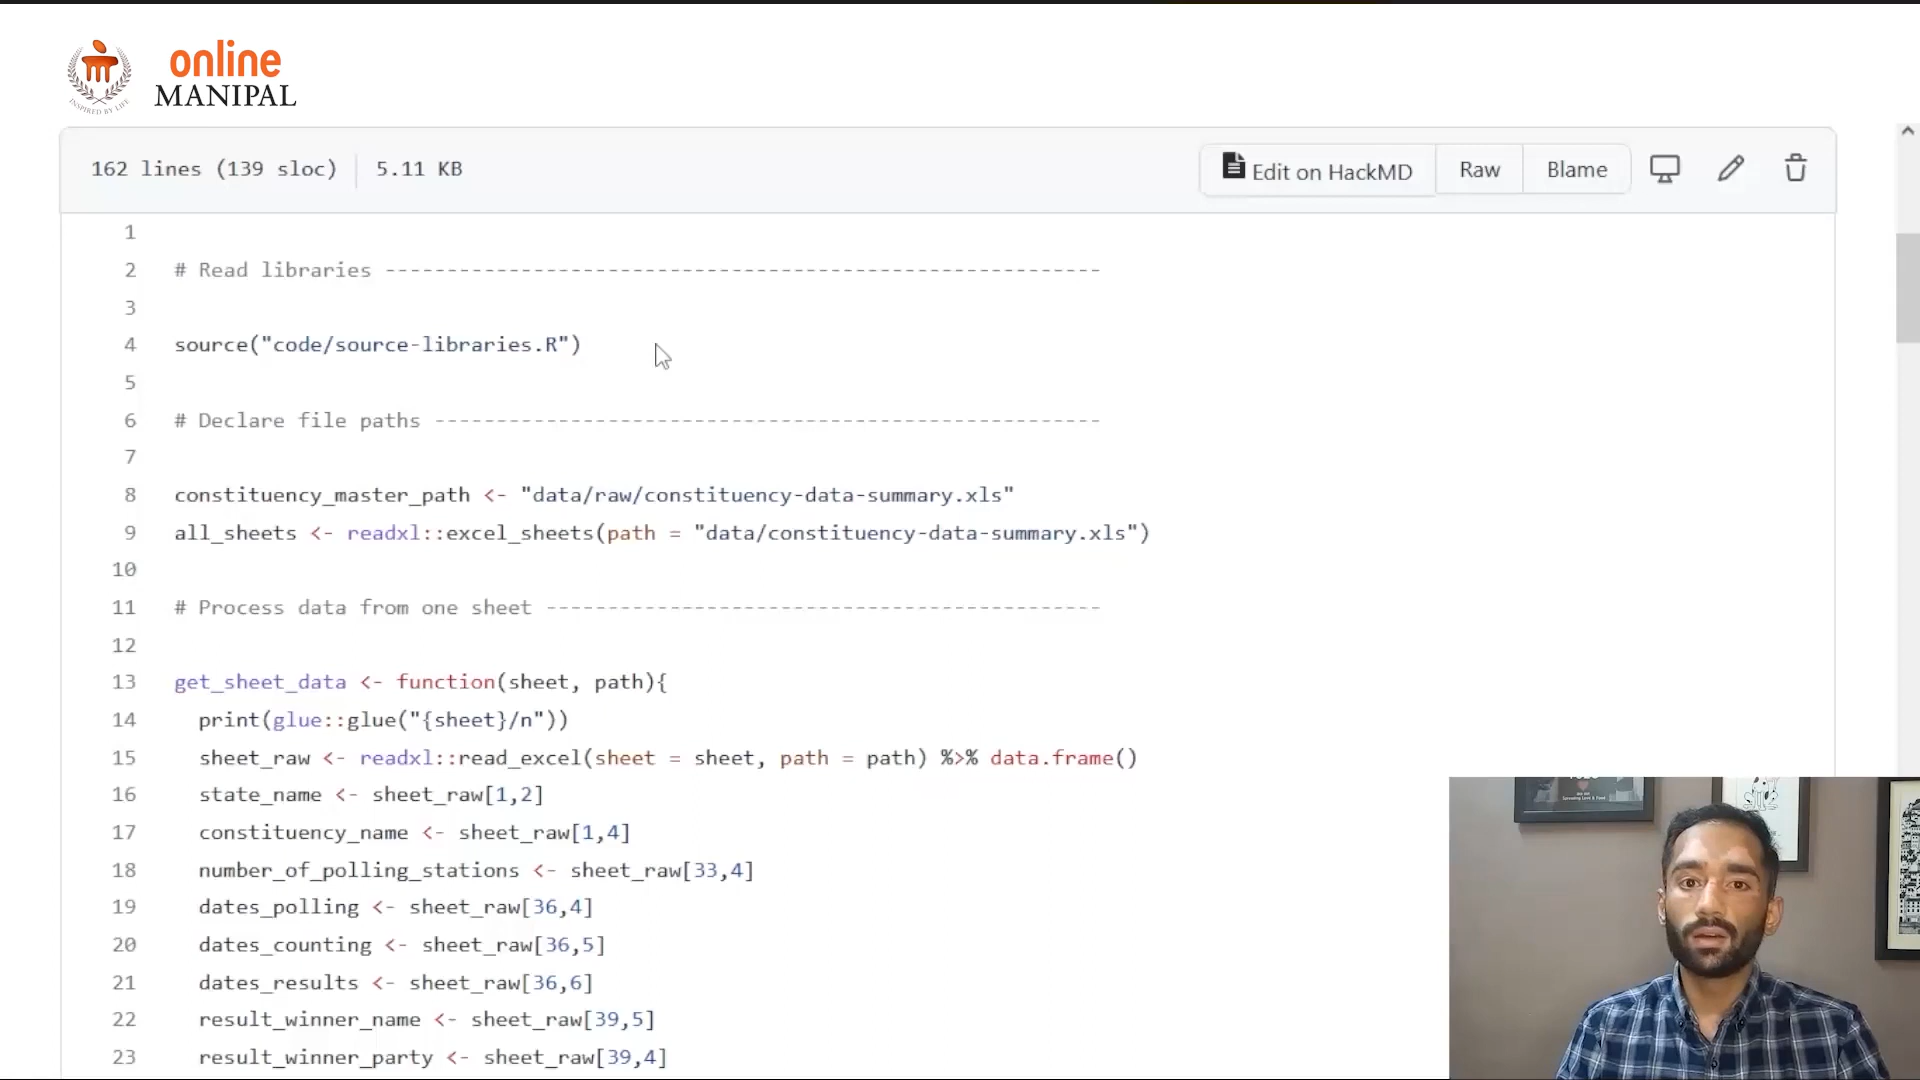 online
MANIPAL
INSPIRED BY LIFE
162 lines (139 sloc) 5.11 KB
Edit on HackMD Raw Blame
1
2 # Read libraries ----------------------------------------------------------
3
4 source("code/source-libraries.R")
5
6 # Declare file paths ------------------------------------------------------
7
8 constituency_master_path <- "data/raw/constituency-data-summary.xls"
9 all_sheets <- readxl::excel_sheets(path = "data/constituency-data-summary.xls")
10
11 # Process data from one sheet ---------------------------------------------
12
13 get_sheet_data <- function(sheet, path){
14 print(glue::glue("{sheet}/n"))
15 sheet_raw <- readxl::read_excel(sheet = sheet, path = path) %>% data.frame()
16 state_name <- sheet_raw[1,2]
17 constituency_name <- sheet_raw[1,4]
18 number_of_polling_stations <- sheet_raw[33,4]
19 dates_polling <- sheet_raw[36,4]
20 dates_counting <- sheet_raw[36,5]
21 dates_results <- sheet_raw[36,6]
22 result_winner_name <- sheet_raw[39,5]
23 result_winner_party <- sheet_raw[39,4]